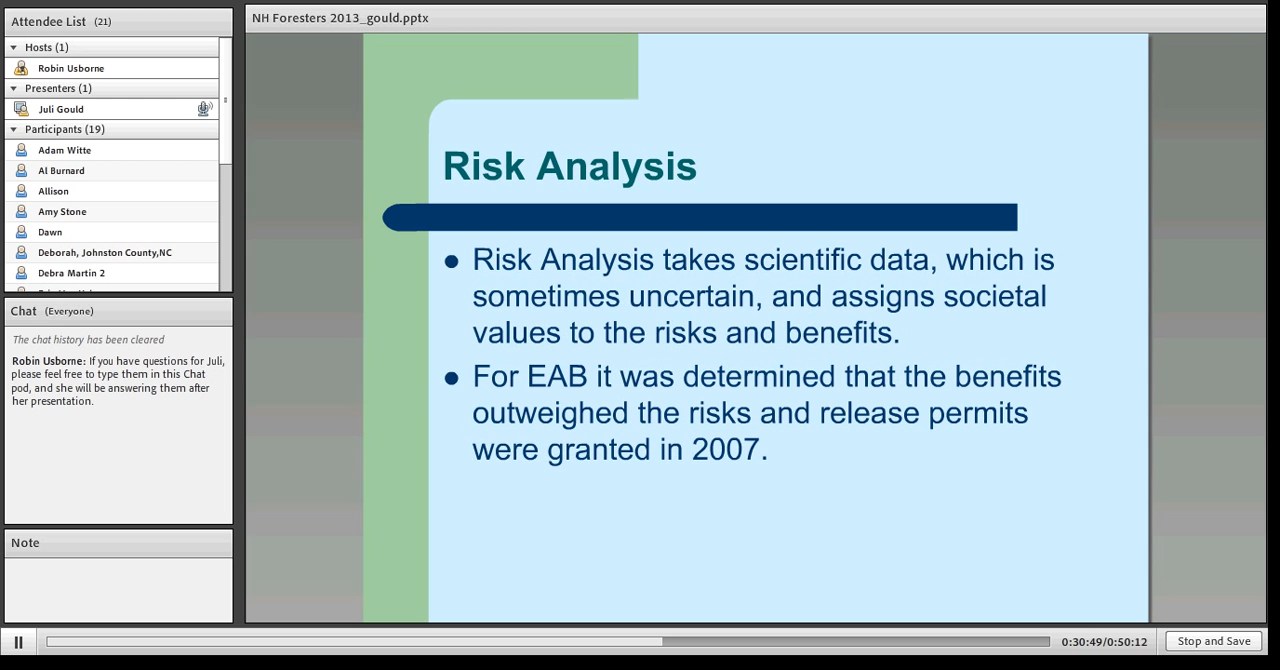 Attendee List (21)
Hosts (1)
Robin Usborne
Presenters (1)
Juli Gould
Participants (19)
Adam Witte
Al Burnard
Allison
Amy Stone
Dawn
Deborah, Johnston County,NC
Debra Martin 2
Chat (Everyone)
The chat history has been cleared
Robin Usborne: If you have questions for Juli,
please feel free to type them in this Chat
pod, and she will be answering them after
her presentation.
Note
NH Foresters 2013_gould.pptx
Risk Analysis
● Risk Analysis takes scientific data, which is
sometimes uncertain, and assigns societal
values to the risks and benefits.
● For EAB it was determined that the benefits
outweighed the risks and release permits
were granted in 2007.
0:30:49/0:50:12
Stop and Save